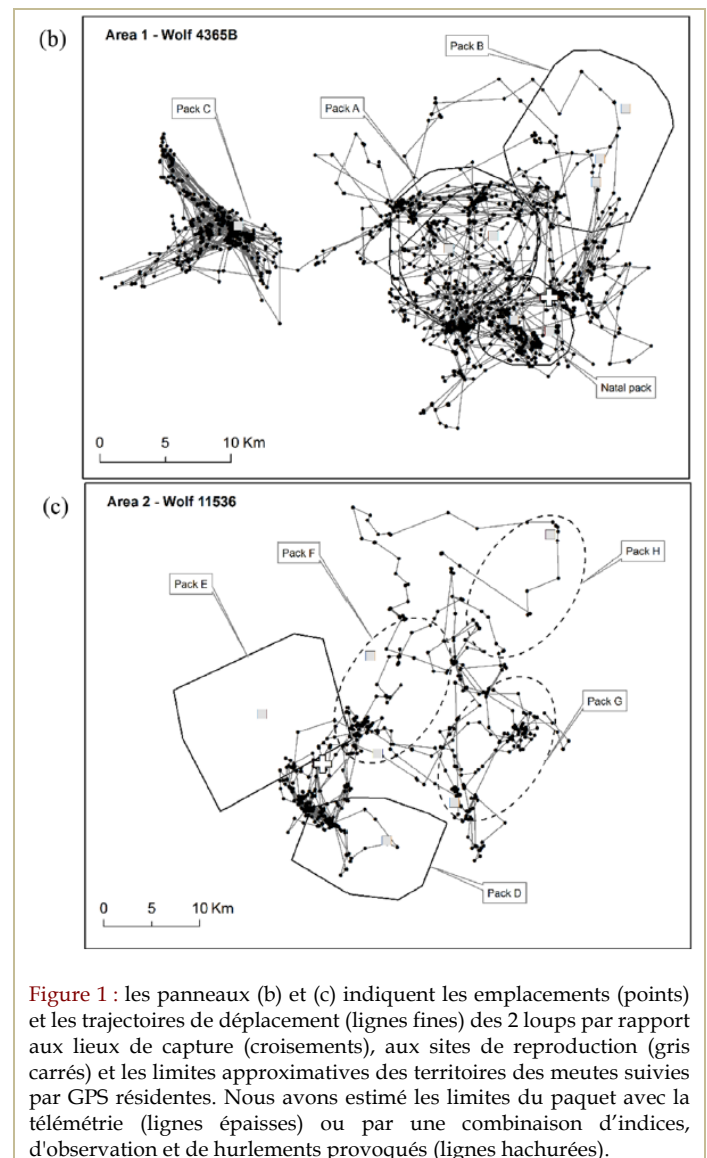 (b)
Area 1 - Wolf 4365B
Pack B
Pack C
Pack A
Natal pack
0 5 10 Km
(c)
Area 2 - Wolf 11536
Pack F
Pack H
Pack E
Pack G
Pack D
0 5 10 Km
Figure 1 : les panneaux (b) et (c) indiquent les emplacements (points)
et les trajectoires de déplacement (lignes fines) des 2 loups par rapport
aux lieux de capture (croisements), aux sites de reproduction (gris
carrés) et les limites approximatives des territoires des meutes suivies
par GPS résidentes. Nous avons estimé les limites du paquet avec la
télémétrie (lignes épaisses) ou par une combinaison d’indices,
d'observation et de hurlements provoqués (lignes hachurées).